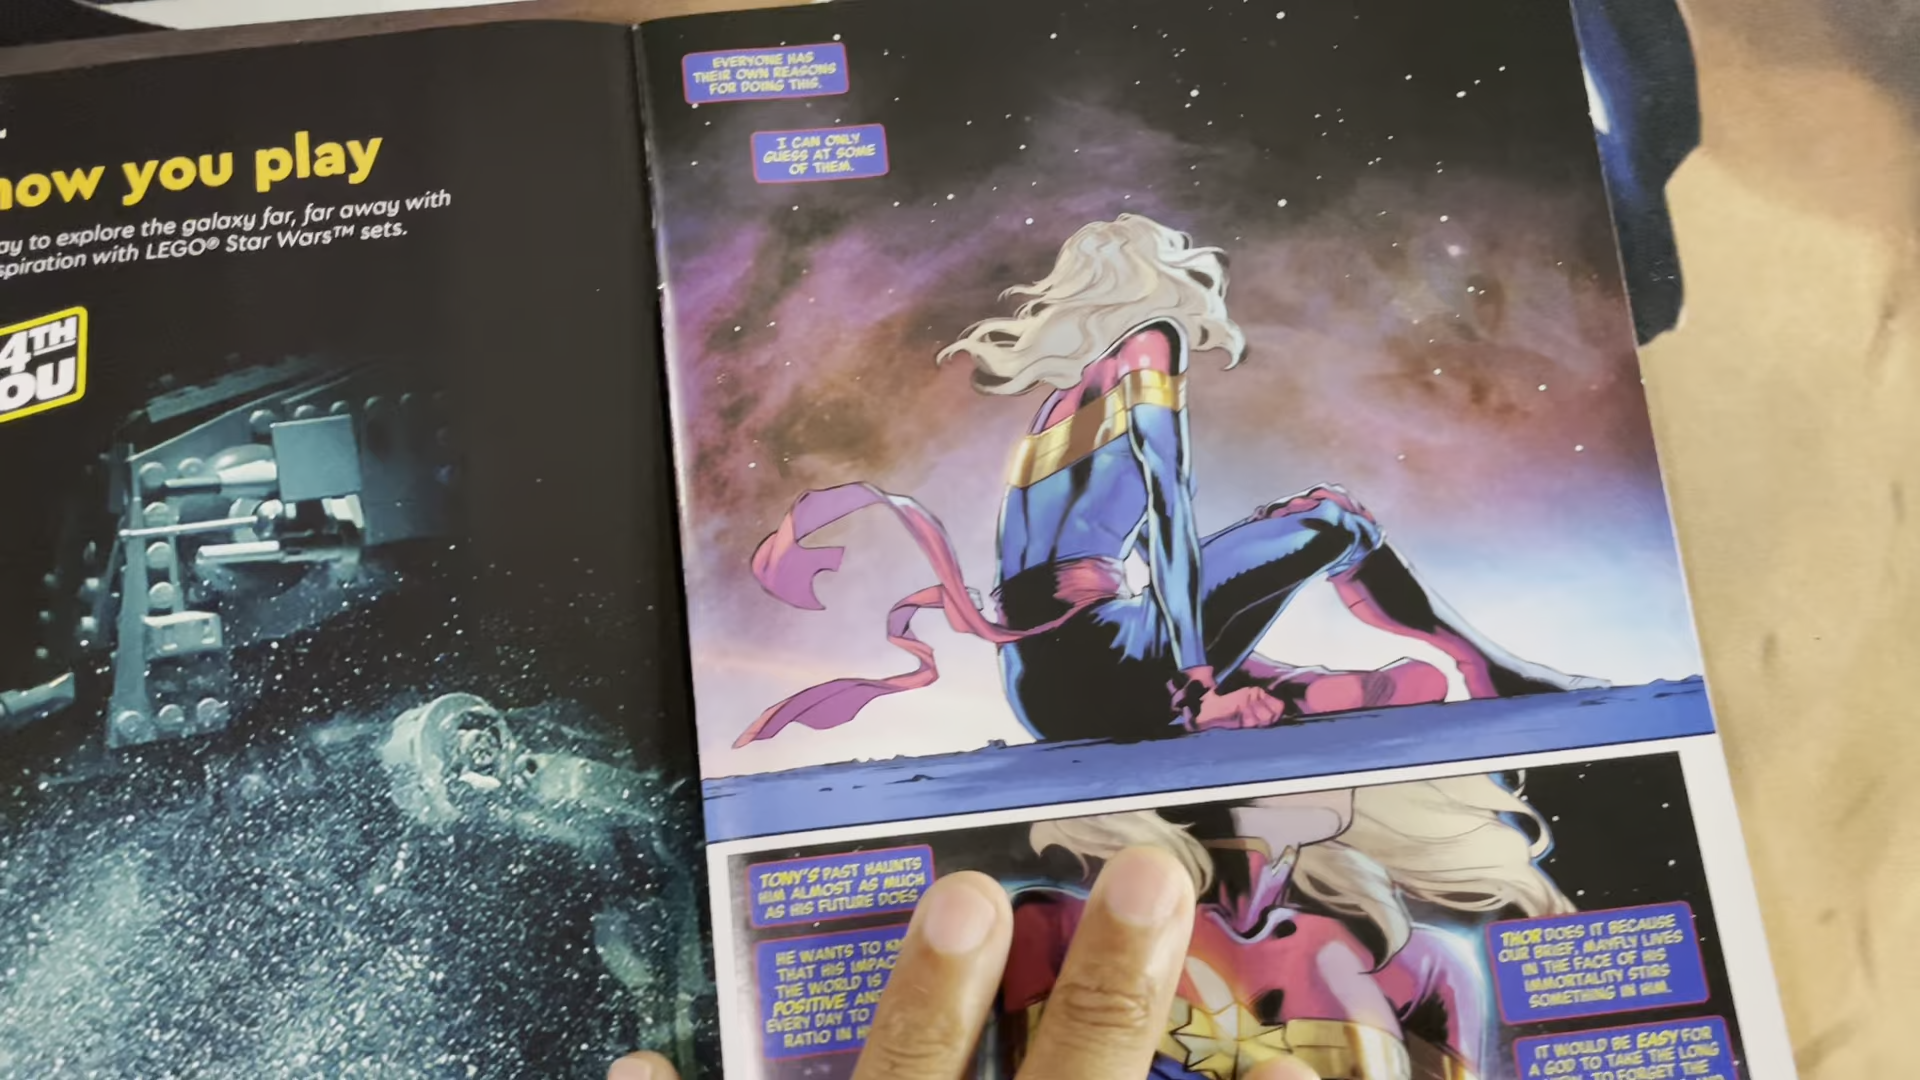 now you play
ay to explore the galaxy far, far away with
spiration with LEGO® Star Wars™ sets.
4TH
OU
EVERYONE HAS
THEIR OWN REASONS
FOR DOING THIS.
I CAN ONLY
GUESS AT SOME
OF THEM.
TONY'S PAST HAUNTS
HIM ALMOST AS MUCH
AS HIS FUTURE DOES.
HE WANTS TO
THAT HIS IMPAC
THE WORLD IS
POSITIVE, AND
EVERY DAY TO
RATIO IN H
THOR DOES IT BECAUSE
OUR BRIEF, MAYFLY LIVES
IN THE FACE OF HIS
IMMORTALITY STIRS
SOMETHING IN HIM.
IT WOULD BE EASY FOR
A GOD TO TAKE THE LONG
TO FORGET THE